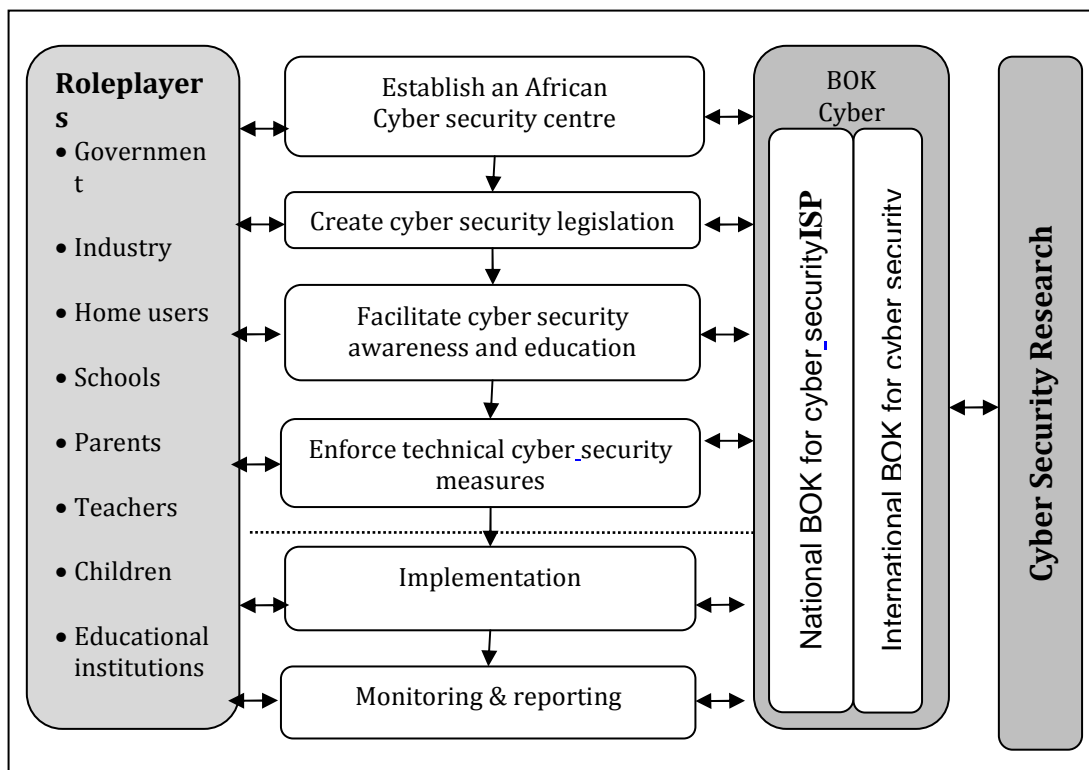 Roleplayer
s
• Governmen
t
• Industry
• Home users
• Schools
• Parents
• Teachers
• Children
• Educational
institutions
Establish an African
Cyber security centre
Create cyber security legislation
Facilitate cyber security
awareness and education
Enforce technical cyber security
measures
Implementation
Monitoring & reporting
BOK
Cyber
National BOK for cyber securityISP
International BOK for cyber security
Cyber Security Research